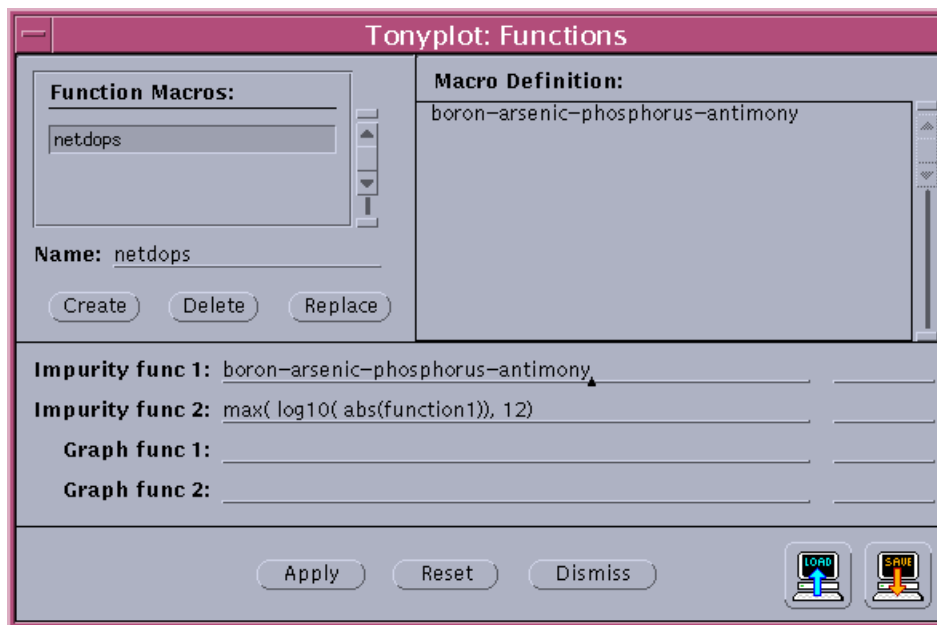 Tonyplot: Functions
Function Macros:
netdops
Name: netdops
Create Delete Replace
Macro Definition:
boron-arsenic-phosphorus-antimony
Impurity func 1: boron-arsenic-phosphorus-antimony
Impurity func 2: max( log10( abs(function1)), 12)
Graph func 1:
Graph func 2:
Apply Reset Dismiss
LOAD SAVE